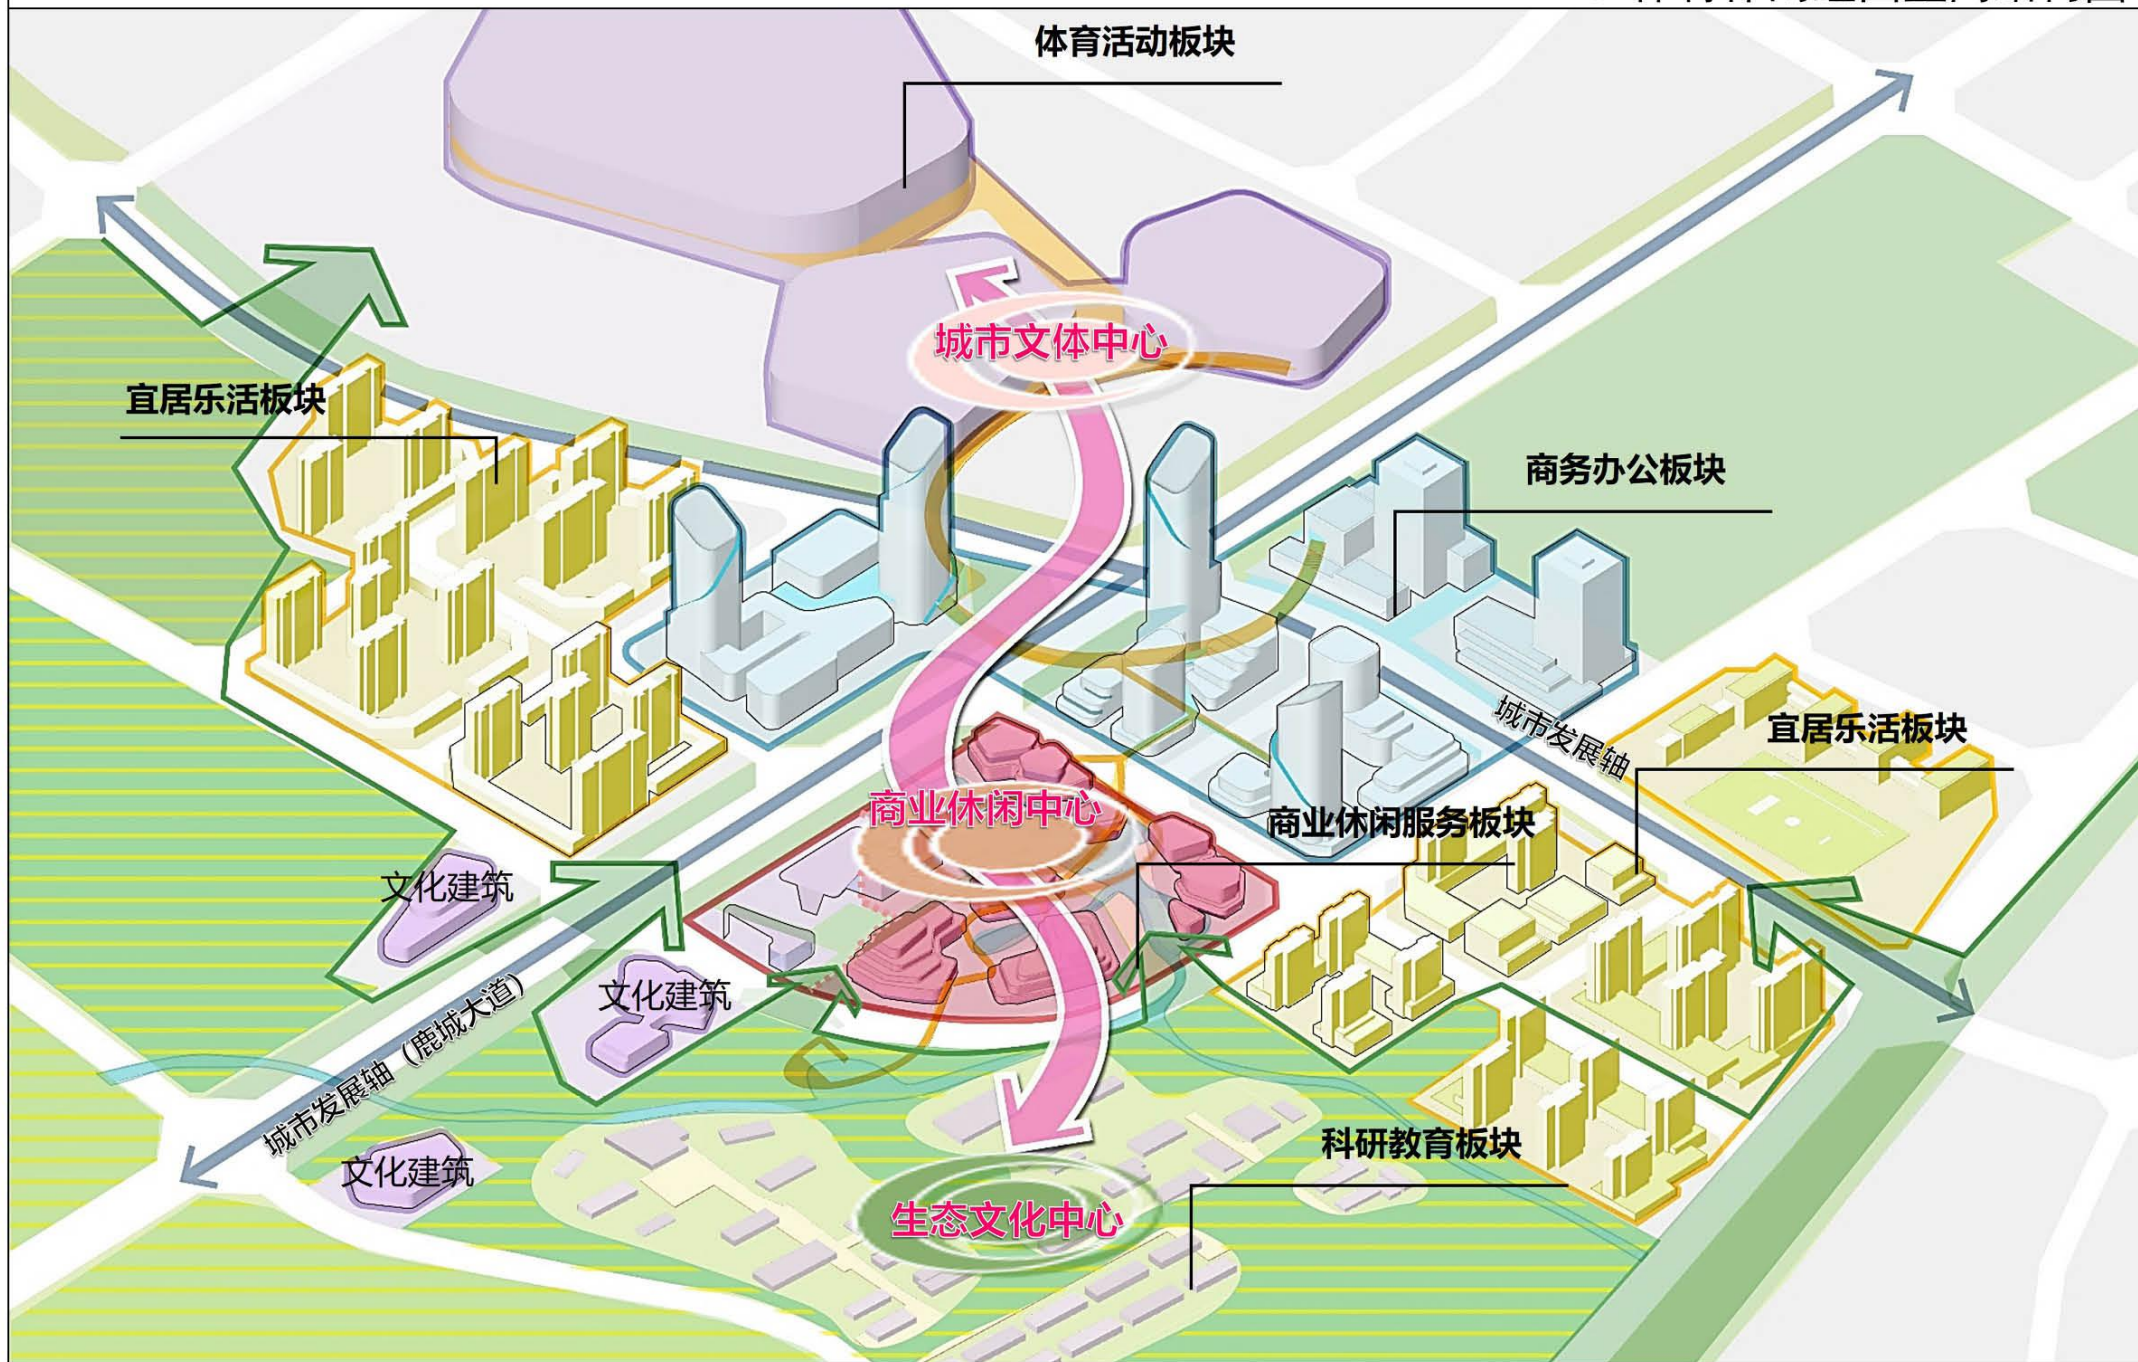 体育活动板块
城市文体中心
宜居乐活板块
商务办公板块
城市发展轴
宜居乐活板块
商业休闲中心
商业休闲服务板块
文化建筑
文化建筑
城市发展轴（鹿城大道）
科研教育板块
文化建筑
生态文化中心